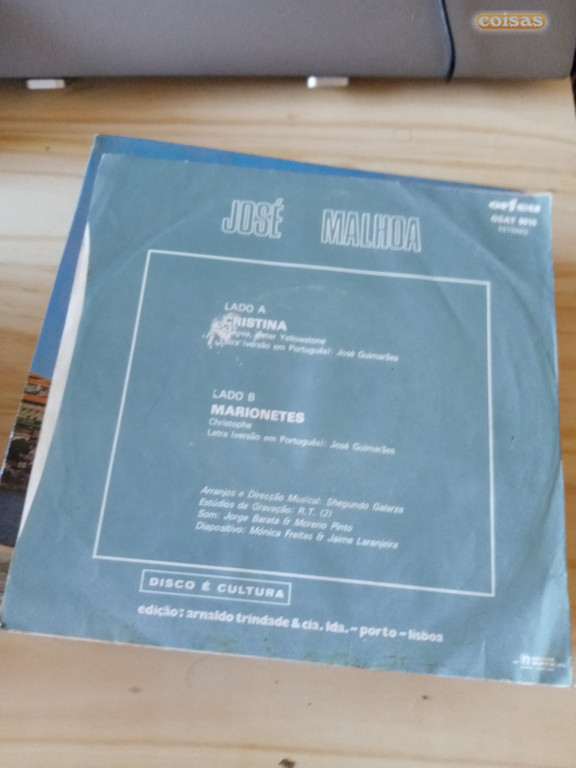 coisas
orfeu
JOSÉ MALHOA
ESTEREO
LADO A
CRISTINA
Yellowstone
(versão em Português): José Guimarães
LADO B
MARIONETES
Christophe
Letra (versão em Português): José Guimarães
Arranjos e Direcção Musical: Shegundo Galarza
Estúdios de Gravação: R.T. (2)
Som: Jorge Barata & Moreno Pinto
Diapositivo: Mónica Freitas & Jaime Laranjeira
DISCO É CULTURA
edição: arnaldo trindade & cia. lda. - porto - lisboa